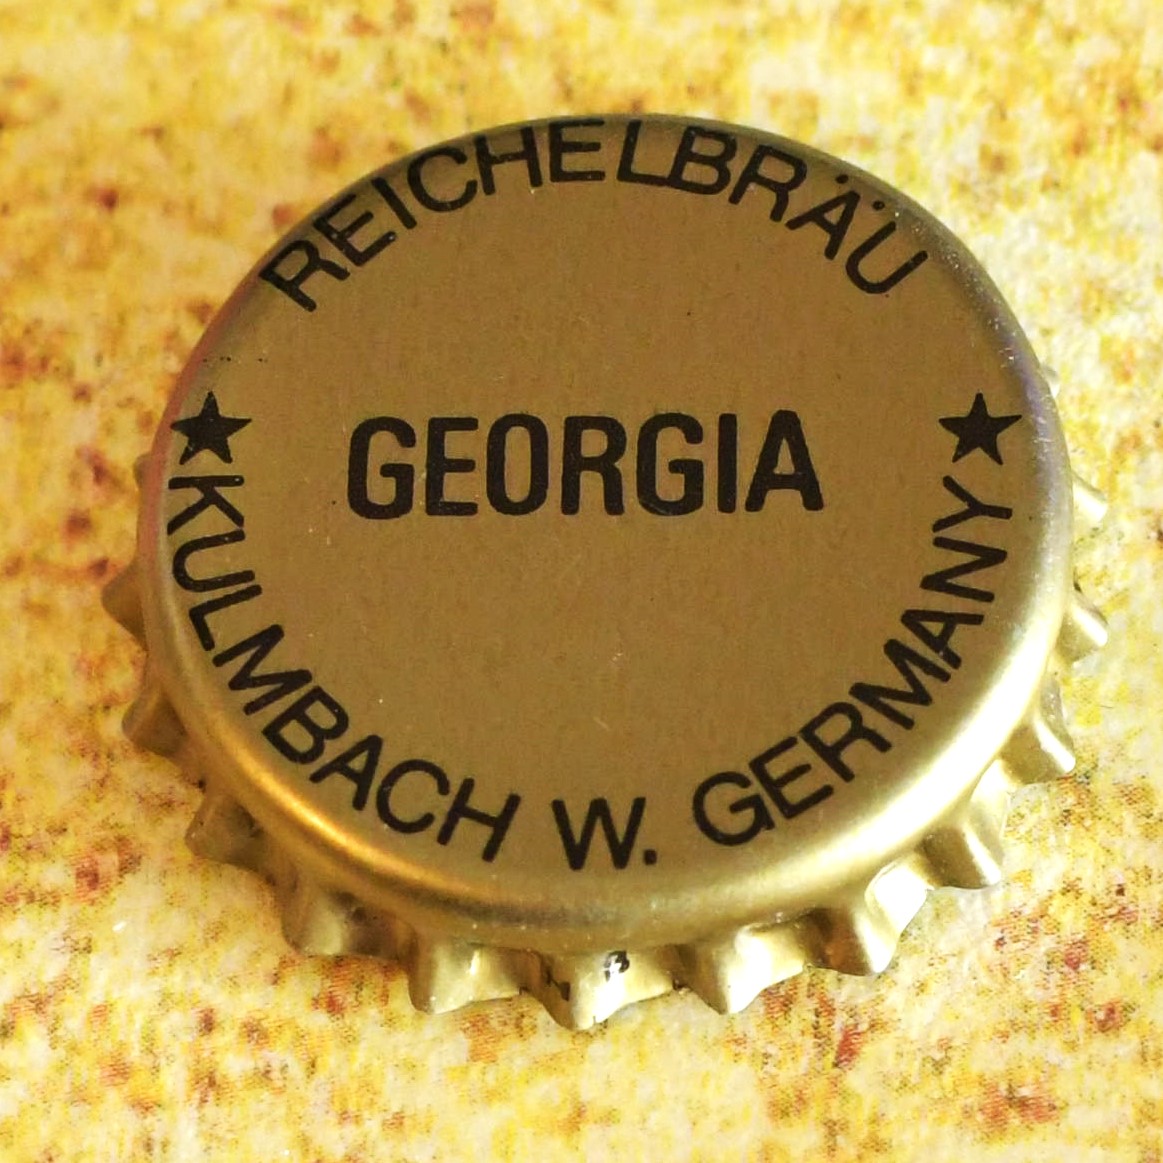 REICHELBRÄU
GEORGIA
★ KULMBACH W. GERMANY ★